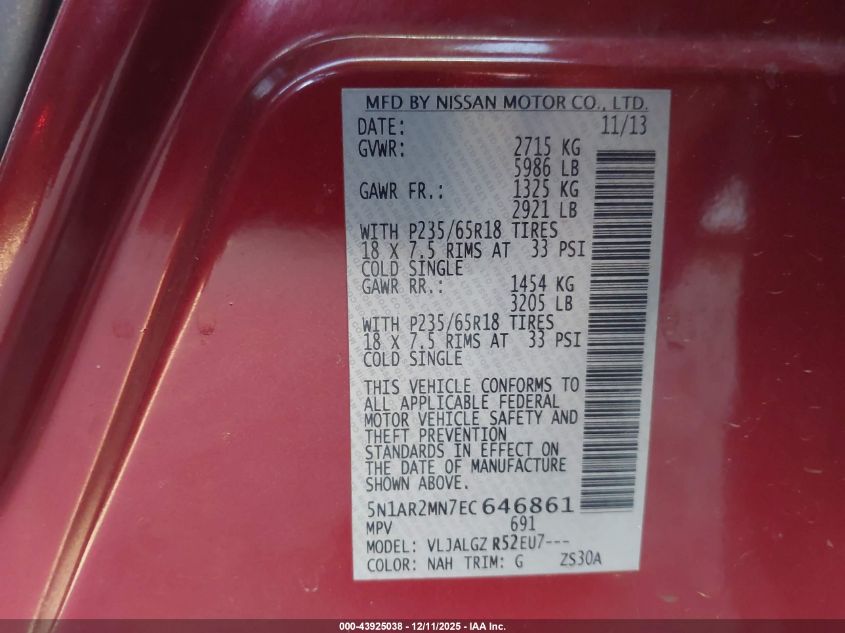 MFD BY NISSAN MOTOR CO., LTD.
DATE: 11/13
GVWR: 2715 KG
5986 LB
GAWR FR.: 1325 KG
2921 LB
WITH P235/65R18 TIRES
18 X 7.5 RIMS AT 33 PSI
COLD SINGLE
GAWR RR.: 1454 KG
3205 LB
WITH P235/65R18 TIRES
18 X 7.5 RIMS AT 33 PSI
COLD SINGLE
THIS VEHICLE CONFORMS TO
ALL APPLICABLE FEDERAL
MOTOR VEHICLE SAFETY AND
THEFT PREVENTION
STANDARDS IN EFFECT ON
THE DATE OF MANUFACTURE
SHOWN ABOVE.
5N1AR2MN7EC646861
MPV 691
MODEL: VLJALGZ R52EU7---
COLOR: NAH TRIM: G ZS30A
000-43925038 - 12/11/2025 - IAA Inc.